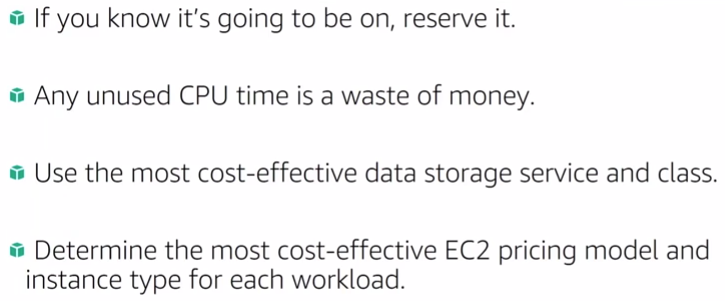 If you know it's going to be on, reserve it.
Any unused CPU time is a waste of money.
Use the most cost-effective data storage service and class.
Determine the most cost-effective EC2 pricing model and
instance type for each workload.